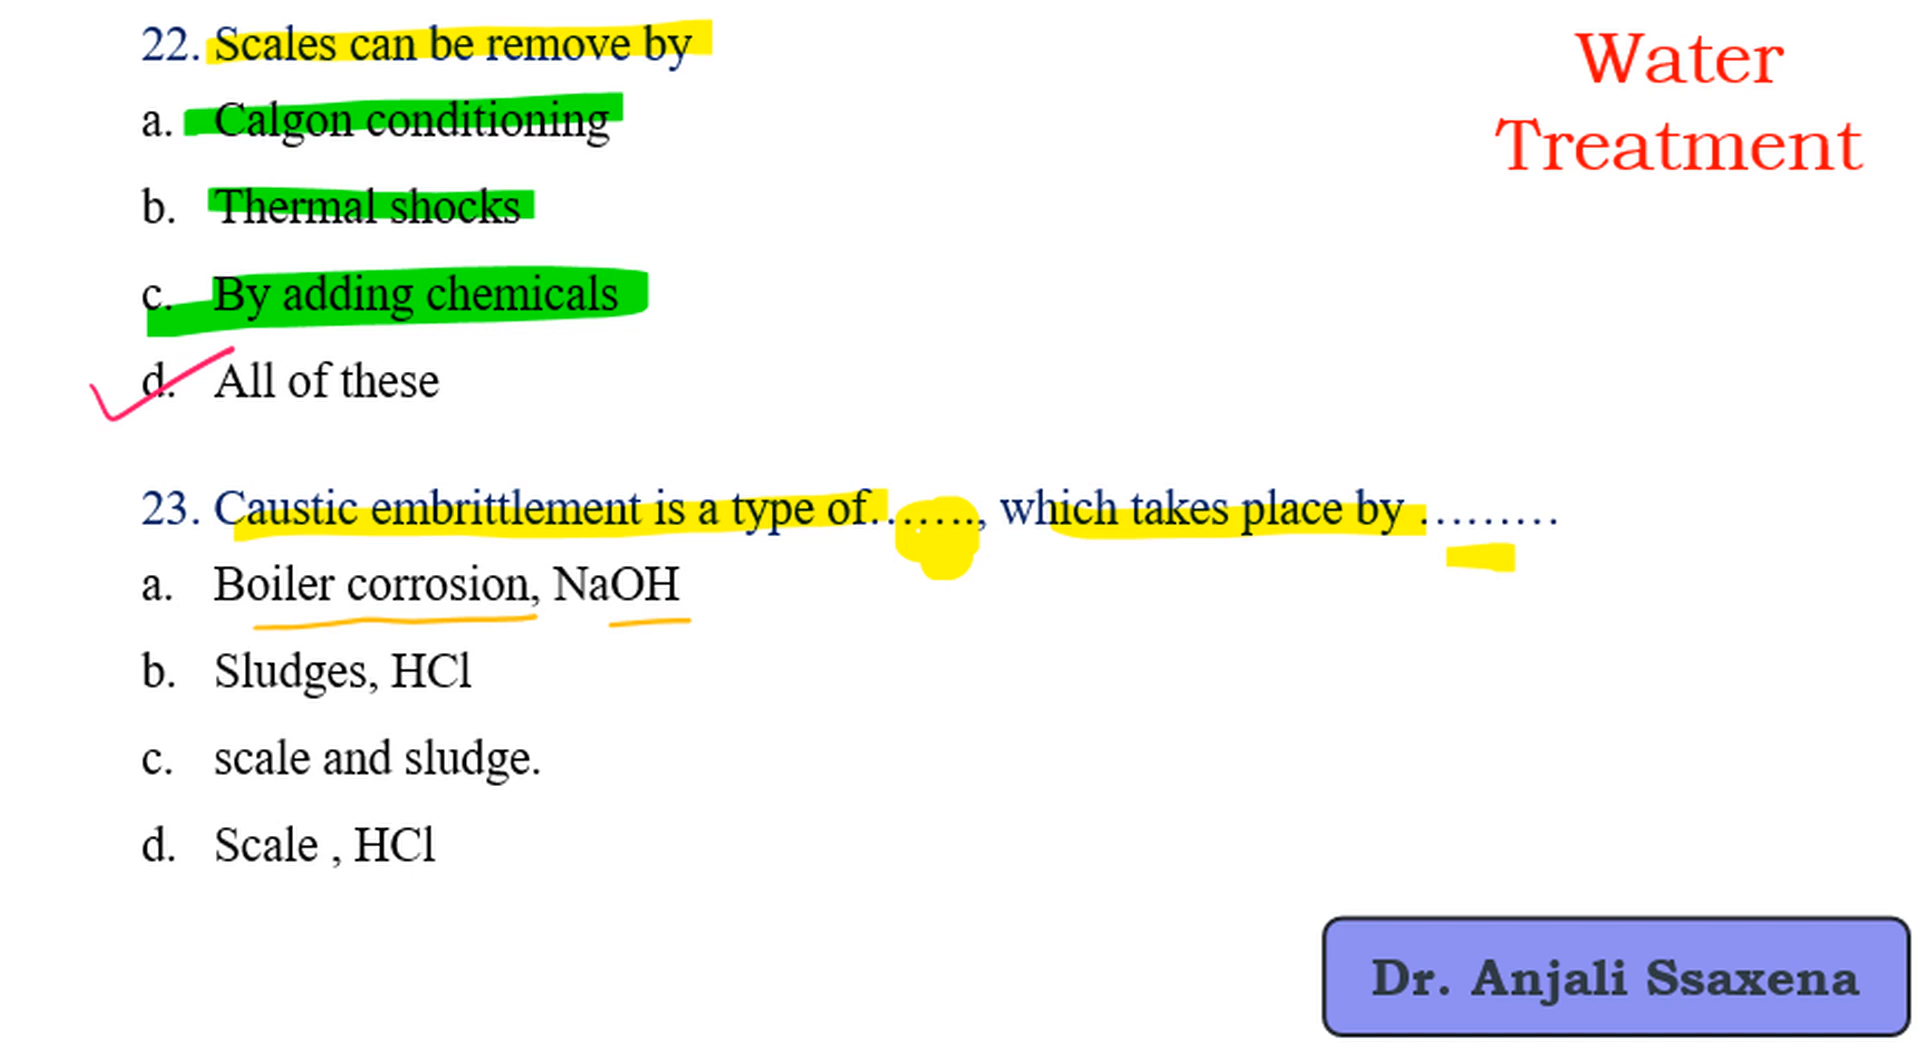 22. Scales can be remove by
a. Calgon conditioning
b. Thermal shocks
c. By adding chemicals
d. All of these
23. Caustic embrittlement is a type of……., which takes place by ………
a. Boiler corrosion, NaOH
b. Sludges, HCl
c. scale and sludge.
d. Scale , HCl
Water
Treatment
Dr. Anjali Ssaxena